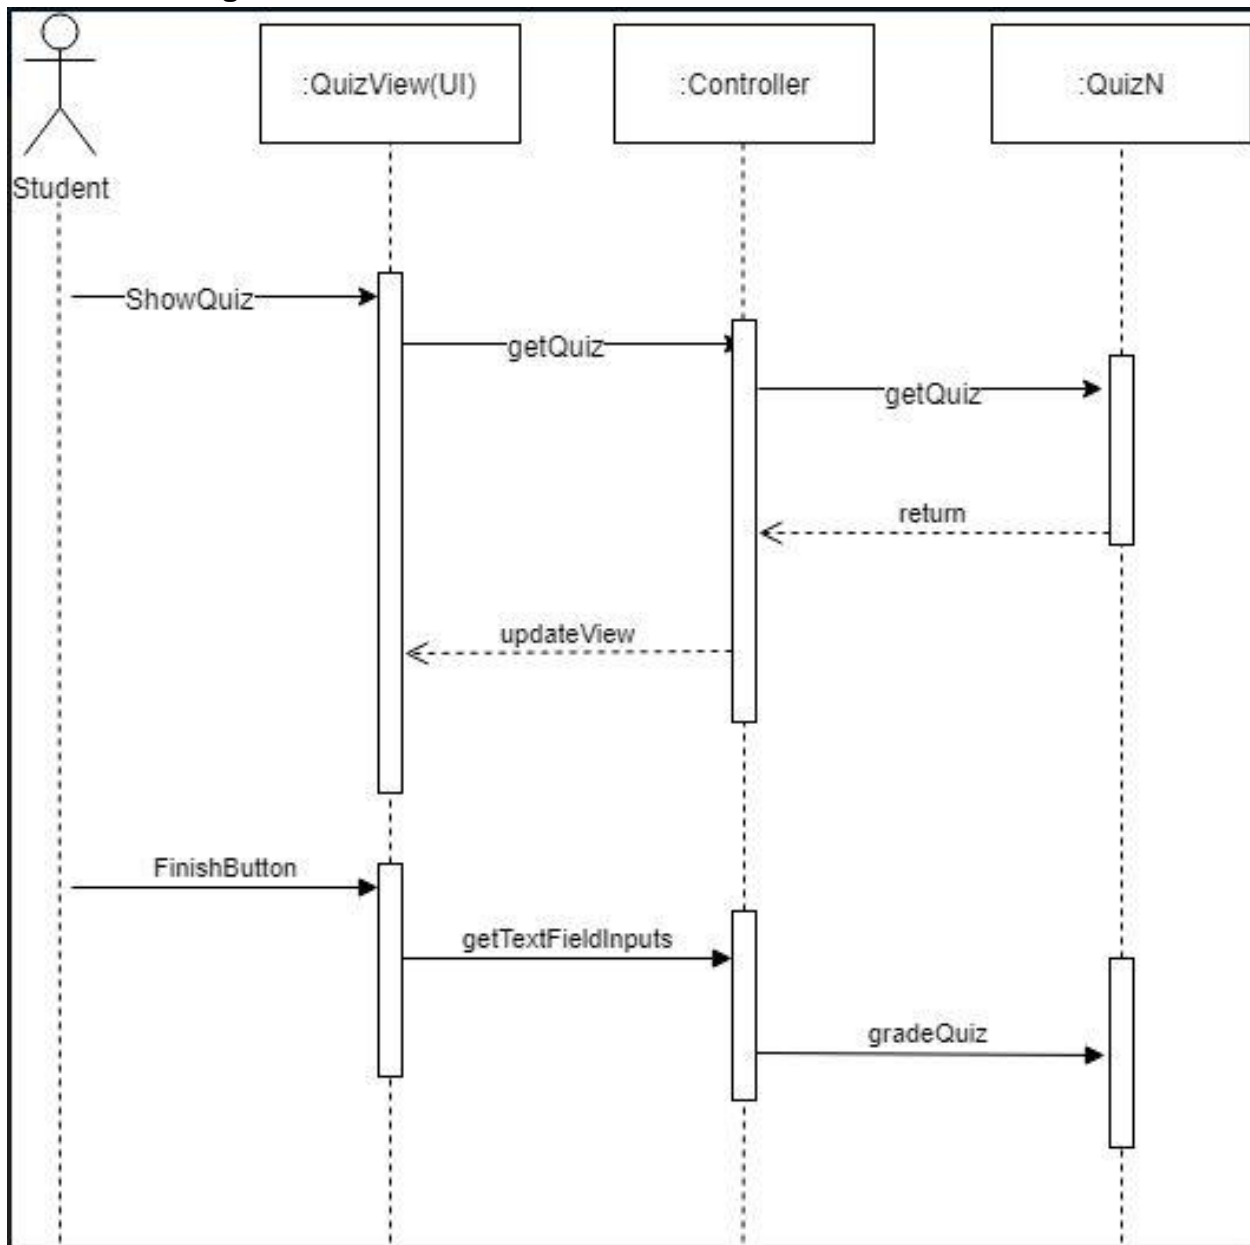 :QuizView(UI)
:Controller
:QuizN
Student
ShowQuiz
getQuiz
getQuiz
return
updateView
FinishButton
getTextFieldInputs
gradeQuiz